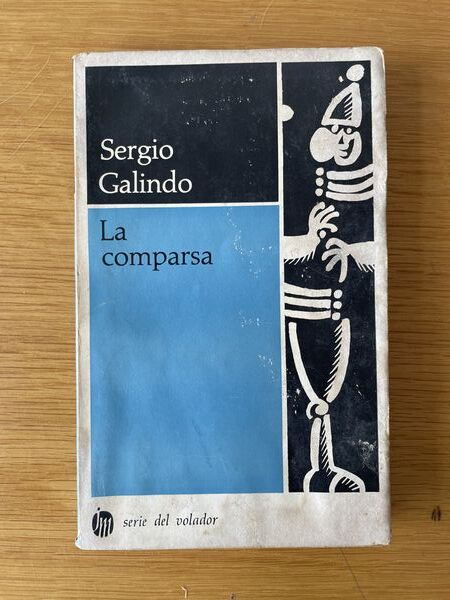 Sergio
Galindo
La
comparsa
jm serie del volador